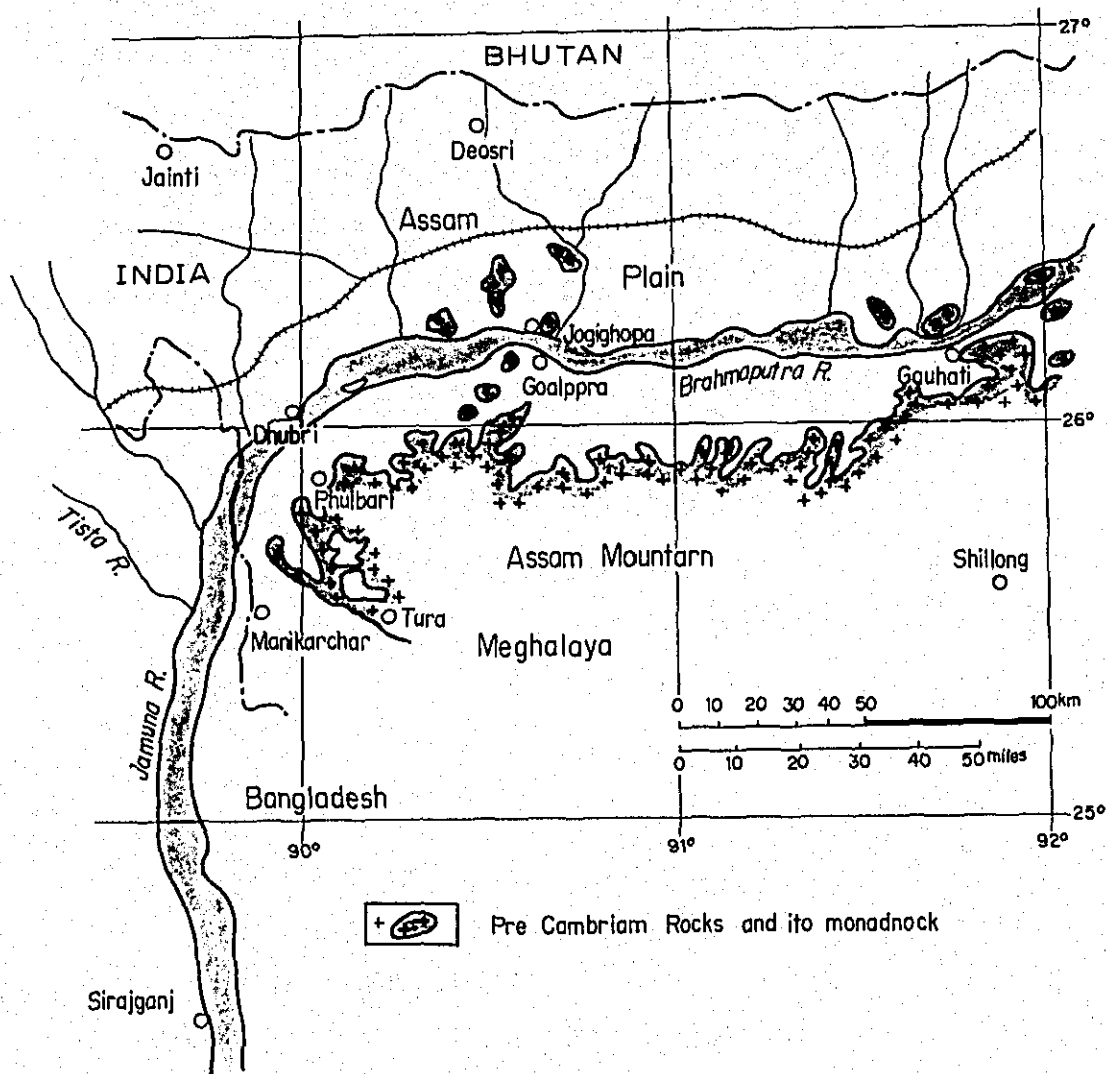 27°
BHUTAN
Deosri
Jainti
Assam
INDIA
Plain
Jogighopa
Goalppra
Brahmaputra R.
Gauhati
Dhubri
26°
Phulbari
Tista R.
Assam Mountarn
Shillong
Manikarchar
Tura
Meghalaya
Jamuna R.
0 10 20 30 40 50 100km
0 10 20 30 40 50 miles
Bangladesh
25°
90° 91° 92°
+ Pre Cambriam Rocks and ito monadnock
Sirajganj